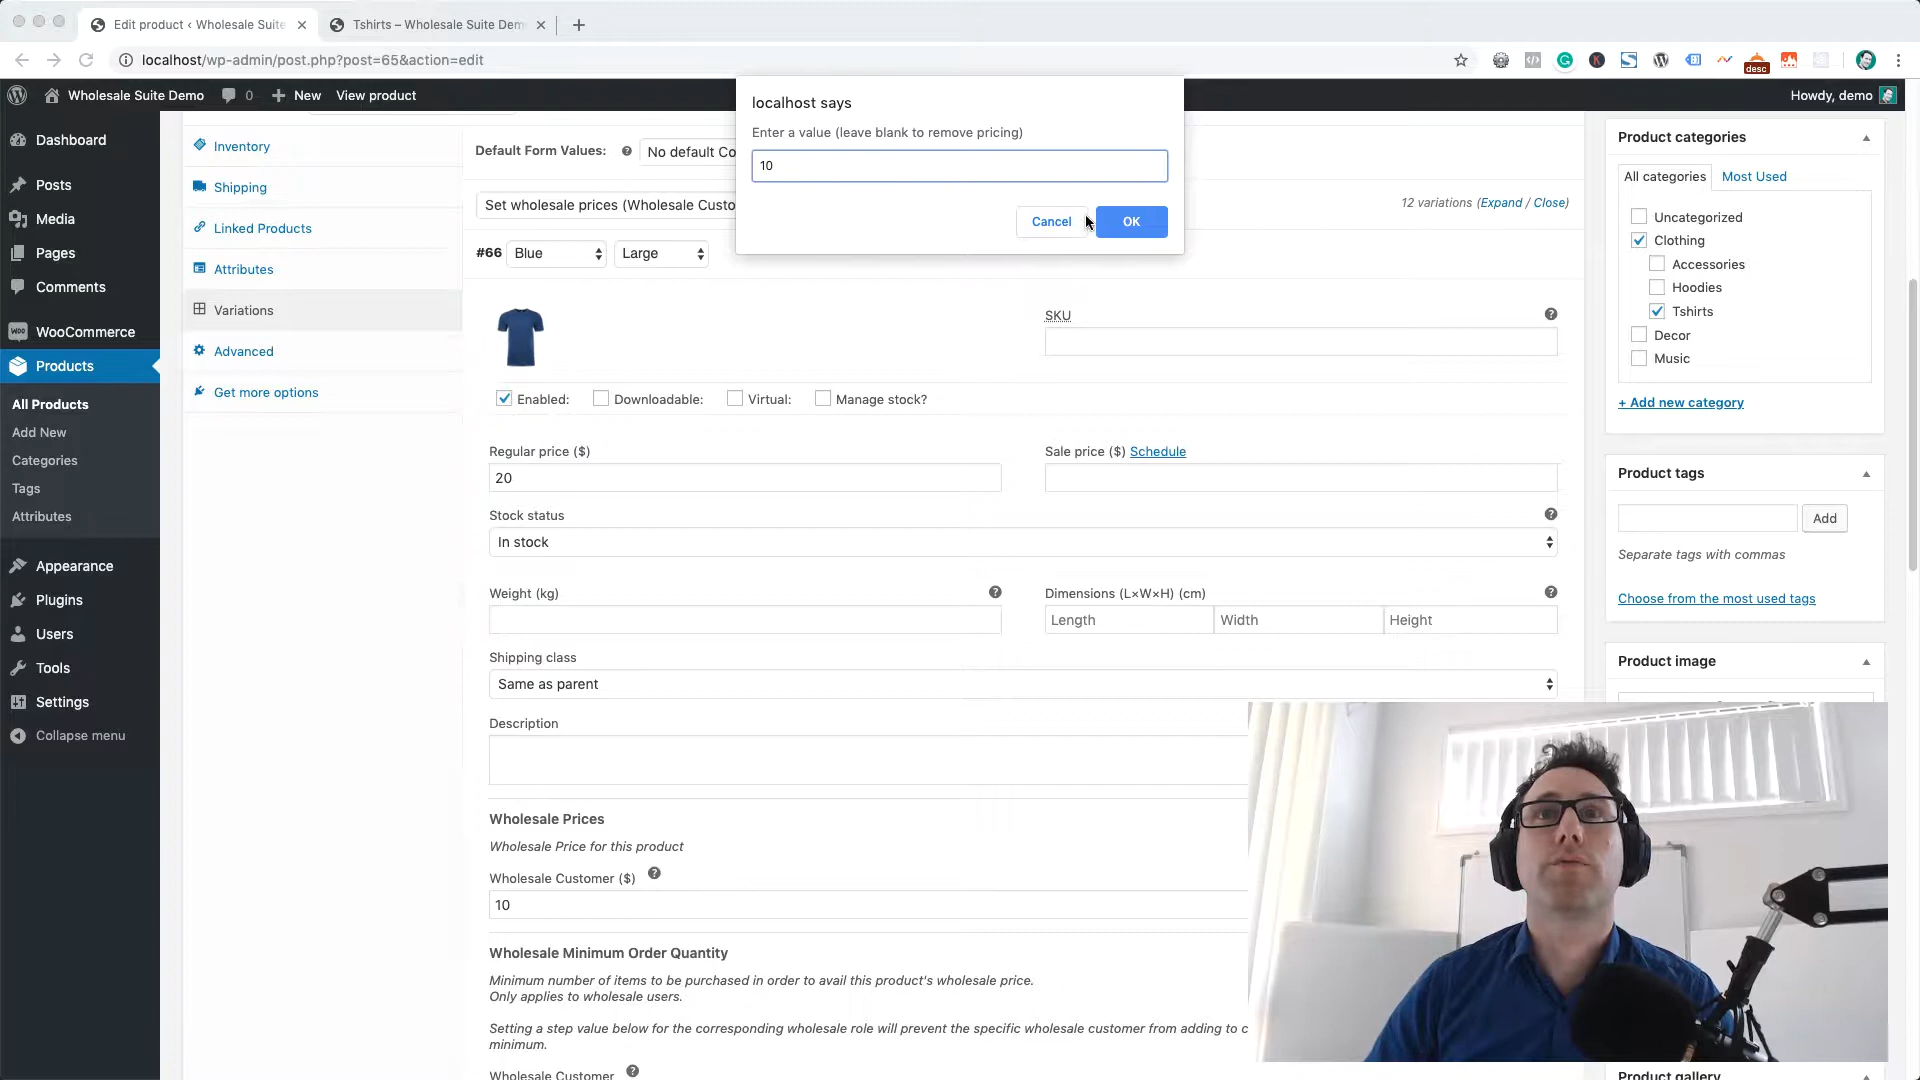 Edit product ‹ Wholesale Suite
Tshirts – Wholesale Suite Dem
localhost/wp-admin/post.php?post=65&action=edit
desc
Wholesale Suite Demo
0
New
View product
Howdy, demo
localhost says
Enter a value (leave blank to remove pricing)
10
Cancel
OK
Dashboard
Posts
Media
Pages
Comments
WooCommerce
Products
All Products
Add New
Categories
Tags
Attributes
Appearance
Plugins
Users
Tools
Settings
Collapse menu
Inventory
Shipping
Linked Products
Attributes
Variations
Advanced
Get more options
Default Form Values:
No default Co
Set wholesale prices (Wholesale Custo
12 variations (Expand / Close)
#66
Blue
Large
SKU
Enabled:
Downloadable:
Virtual:
Manage stock?
Regular price ($)
20
Sale price ($) Schedule
Stock status
In stock
Weight (kg)
Dimensions (L×W×H) (cm)
Length
Width
Height
Shipping class
Same as parent
Description
Wholesale Prices
Wholesale Price for this product
Wholesale Customer ($)
10
Wholesale Minimum Order Quantity
Minimum number of items to be purchased in order to avail this product's wholesale price.
Only applies to wholesale users.
Setting a step value below for the corresponding wholesale role will prevent the specific wholesale customer from adding to c
minimum.
Wholesale Customer
Product categories
All categories
Most Used
Uncategorized
Clothing
Accessories
Hoodies
Tshirts
Decor
Music
+ Add new category
Product tags
Add
Separate tags with commas
Choose from the most used tags
Product image
Product gallery